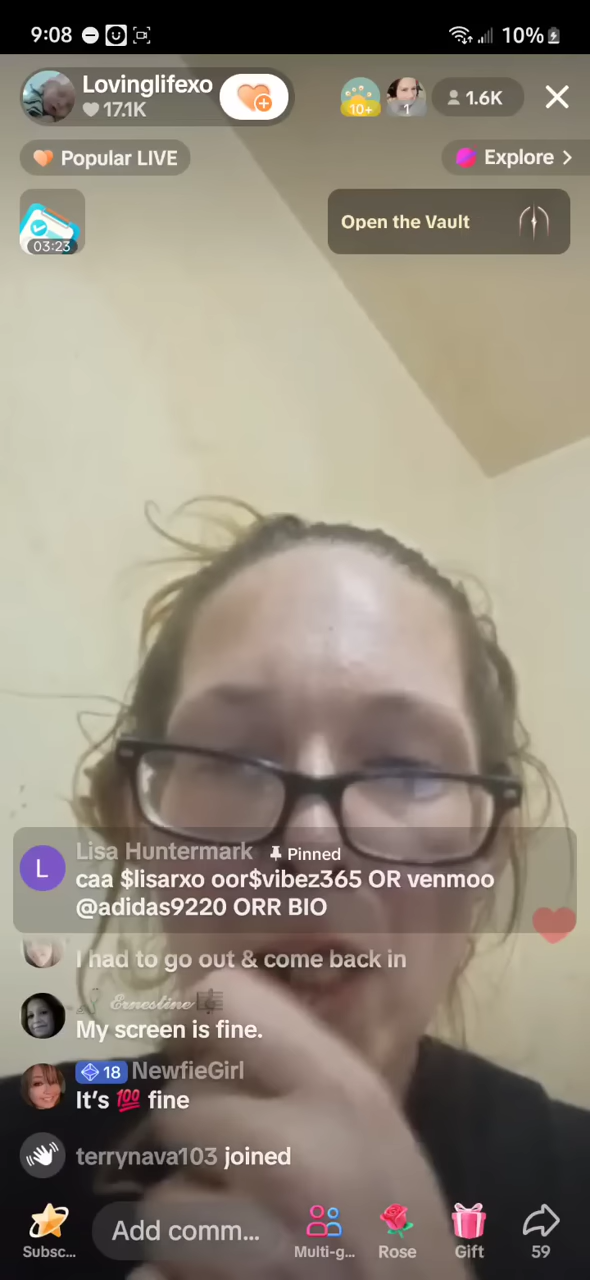 9:08
10%
Lovinglifexo
17.1K
10+
1
1.6K
Popular LIVE
Explore >
03:23
Open the Vault
L
Lisa Huntermark Pinned
caa $lisarxo oor$vibez365 OR venmoo
@adidas9220 ORR BIO
I had to go out & come back in
Ernestine
My screen is fine.
18 NewfieGirl
It's 💯 fine
terrynava103 joined
Add comm...
Subsc...
Multi-g...
Rose
Gift
59